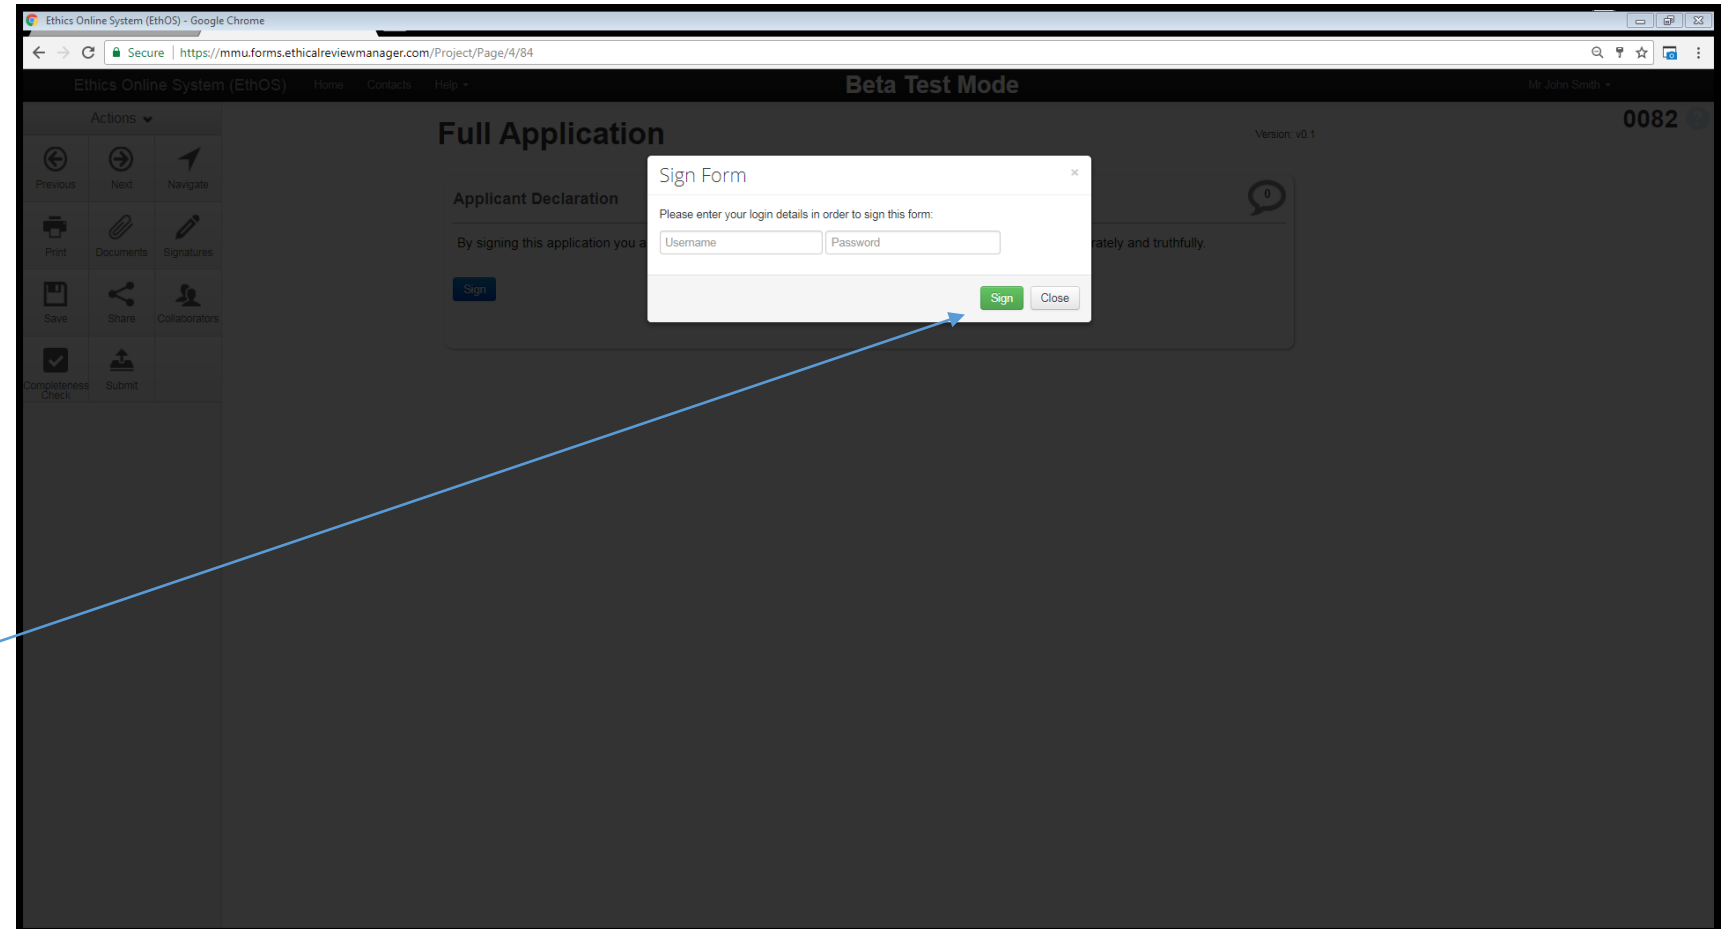 Ethics Online System (EthOS) - Google Chrome
Secure | https://mmu.forms.ethicalreviewmanager.com/Project/Page/4/84
Ethics Online System (EthOS) Home Contacts Help Beta Test Mode Mr John Smith
Actions
0082
Full Application
Version: v0.1
Previous Next Navigate
Print Documents Signatures
Save Share Collaborators
Completeness Check Submit
Sign Form ×
Applicant Declaration
0
Please enter your login details in order to sign this form:
Username Password
By signing this application you a
rately and truthfully.
Sign
Sign Close